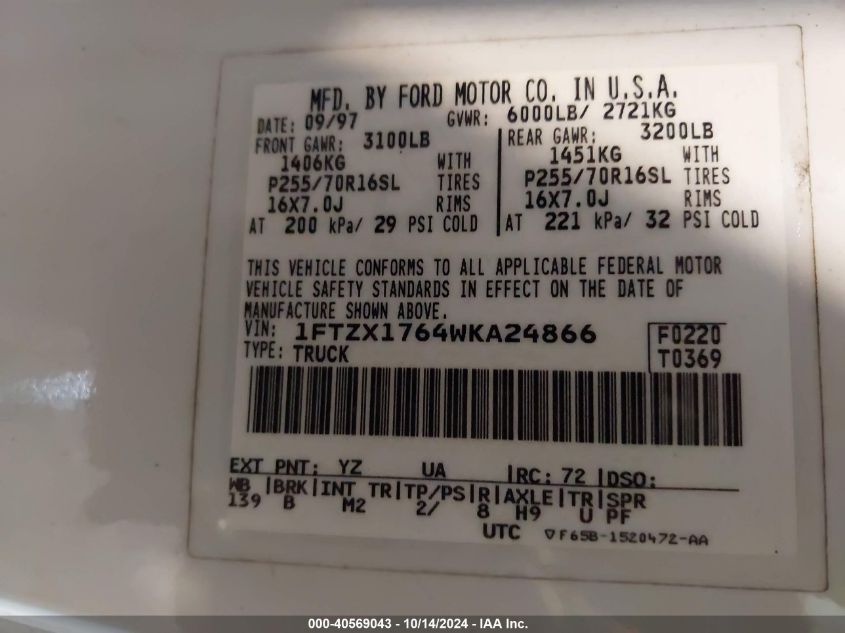 MFD. BY FORD MOTOR CO. IN U.S.A.
DATE: 09/97 GVWR: 6000LB/ 2721KG
FRONT GAWR: 3100LB REAR GAWR: 3200LB
1406KG WITH 1451KG WITH
P255/70R16SL TIRES P255/70R16SL TIRES
16X7.0J RIMS 16X7.0J RIMS
AT 200 kPa/ 29 PSI COLD AT 221 kPa/ 32 PSI COLD
THIS VEHICLE CONFORMS TO ALL APPLICABLE FEDERAL MOTOR
VEHICLE SAFETY STANDARDS IN EFFECT ON THE DATE OF
MANUFACTURE SHOWN ABOVE.
VIN: 1FTZX1764WKA24866 F0220
TYPE: TRUCK T0369
EXT PNT: YZ UA RC: 72 DSO:
WB BRK INT TR TP/PS R AXLE TR SPR
139 B M2 2/ 8 H9 U PF
UTC F65B-1520472-AA
000-40569043 - 10/14/2024 - IAA Inc.